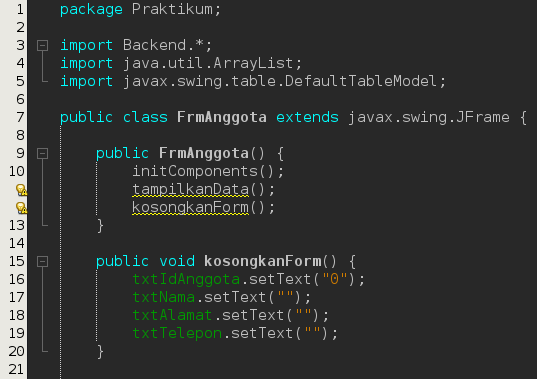 1 package Praktikum;
2
3 import Backend.*;
4 import java.util.ArrayList;
5 import javax.swing.table.DefaultTableModel;
6
7 public class FrmAnggota extends javax.swing.JFrame {
8
9     public FrmAnggota() {
10         initComponents();
        tampilkanData();
        kosongkanForm();
13     }
14
15     public void kosongkanForm() {
16         txtIdAnggota.setText("0");
17         txtNama.setText("");
18         txtAlamat.setText("");
19         txtTelepon.setText("");
20     }
21